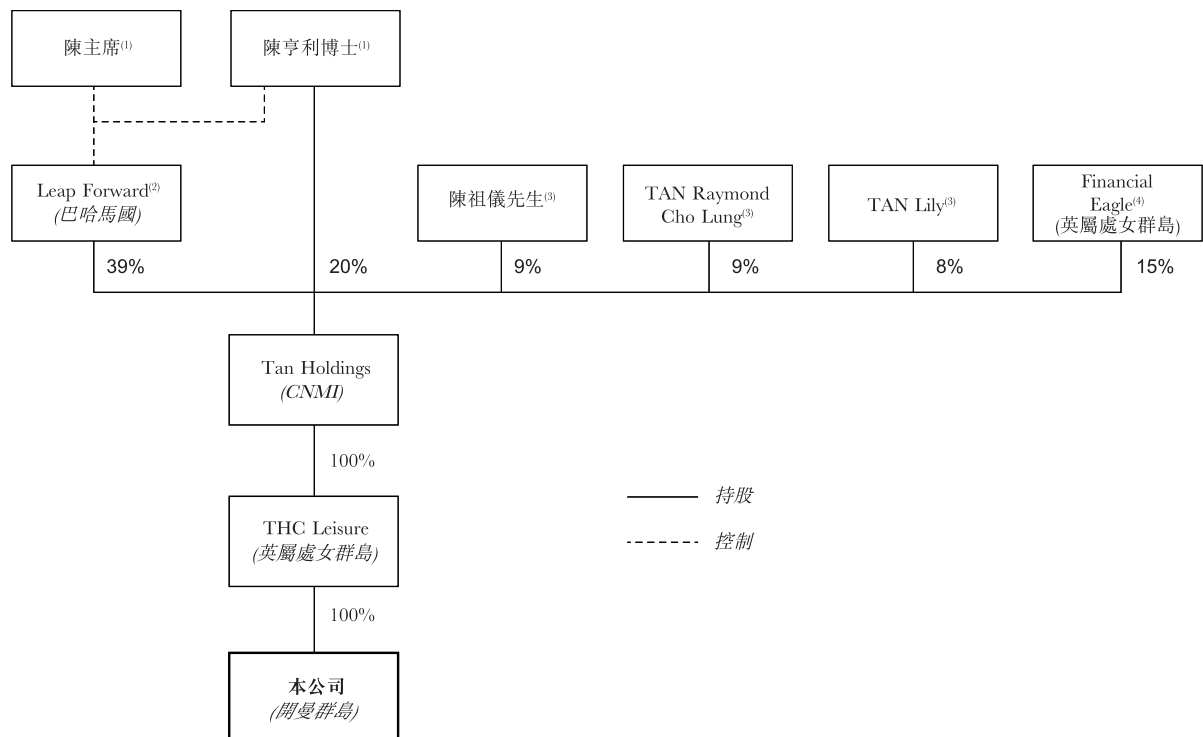 陳主席(1)
陳亨利博士(1)
Leap Forward(2)
(巴哈馬國)
陳祖儀先生(3)
TAN Raymond
Cho Lung(3)
TAN Lily(3)
Financial
Eagle(4)
(英屬處女群島)
39%
20%
9%
9%
8%
15%
Tan Holdings
(CNMI)
100%
THC Leisure
(英屬處女群島)
持股
控制
100%
本公司
(開曼群島)